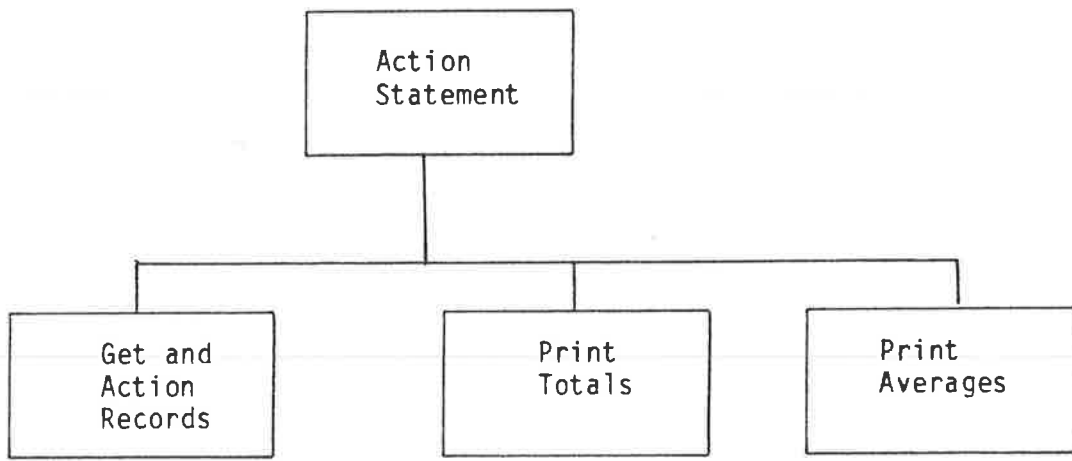 Action
Statement
Get and
Action
Records
Print
Totals
Print
Averages